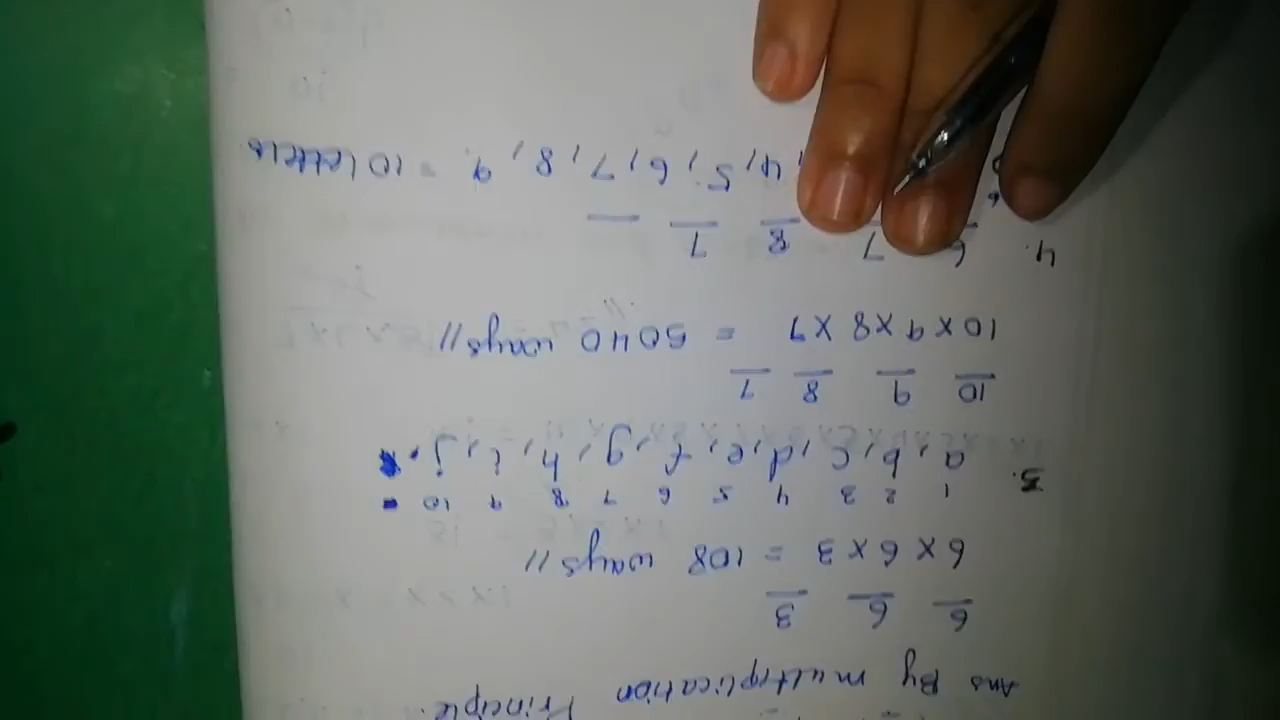 Ans By multiplication Principle.
6 6 3
6 x 6 x 3 = 108 ways //
1 2 3 4 5 6 7 8 9 10
3. a, b, c, d, e, f, g, h, i, j.
10 9 8 7
10 x 9 x 8 x 7 = 5040 ways //
4. 6 7 8 7
4, 5, 6, 7, 8, 9 = 10 letters